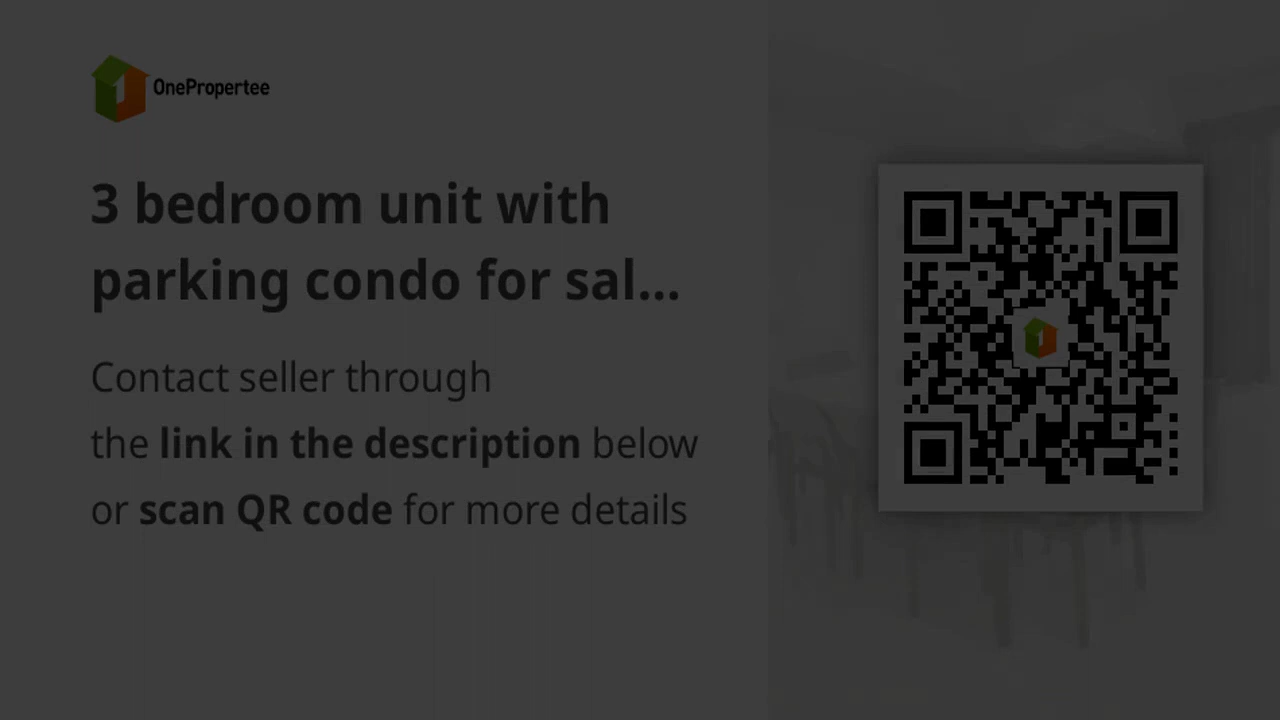 OnePropertee
3 bedroom unit with
parking condo for sal...
Contact seller through
the link in the description below
or scan QR code for more details